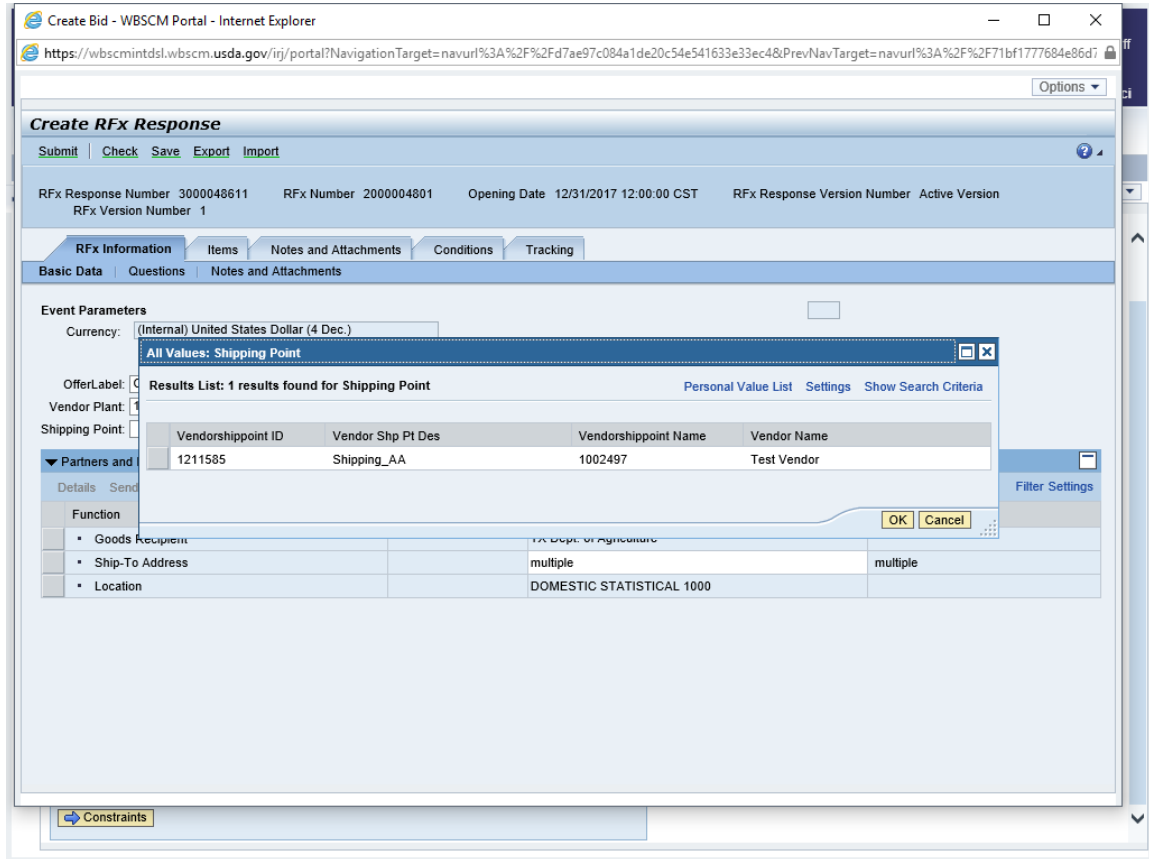 Create Bid - WBSCM Portal - Internet Explorer
https://wbscmintdsl.wbscm.usda.gov/irj/portal?NavigationTarget=navurl%3A%2F%2Fd7ae97c084a1de20c54e541633e33ec4&PrevNavTarget=navurl%3A%2F%2F71bf1777684e86d7
Options
Create RFx Response
Submit Check Save Export Import
RFx Response Number 3000048611 RFx Number 2000004801 Opening Date 12/31/2017 12:00:00 CST RFx Response Version Number Active Version
RFx Version Number 1
RFx Information Items Notes and Attachments Conditions Tracking
Basic Data Questions Notes and Attachments
Event Parameters
Currency: (Internal) United States Dollar (4 Dec.)
All Values: Shipping Point
OfferLabel: Results List: 1 results found for Shipping Point Personal Value List Settings Show Search Criteria
Vendor Plant: 1
Shipping Point: Vendorshippoint ID Vendor Shp Pt Des Vendorshippoint Name Vendor Name
Partners and 1211585 Shipping_AA 1002497 Test Vendor
Details Send Filter Settings
Function OK Cancel
Goods Recipient TX Dept. of Agriculture
Ship-To Address multiple multiple
Location DOMESTIC STATISTICAL 1000
Constraints